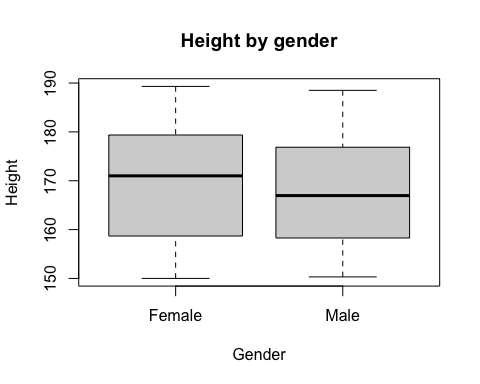 Height by gender
Height
190
180
170
160
150
Female Male
Gender